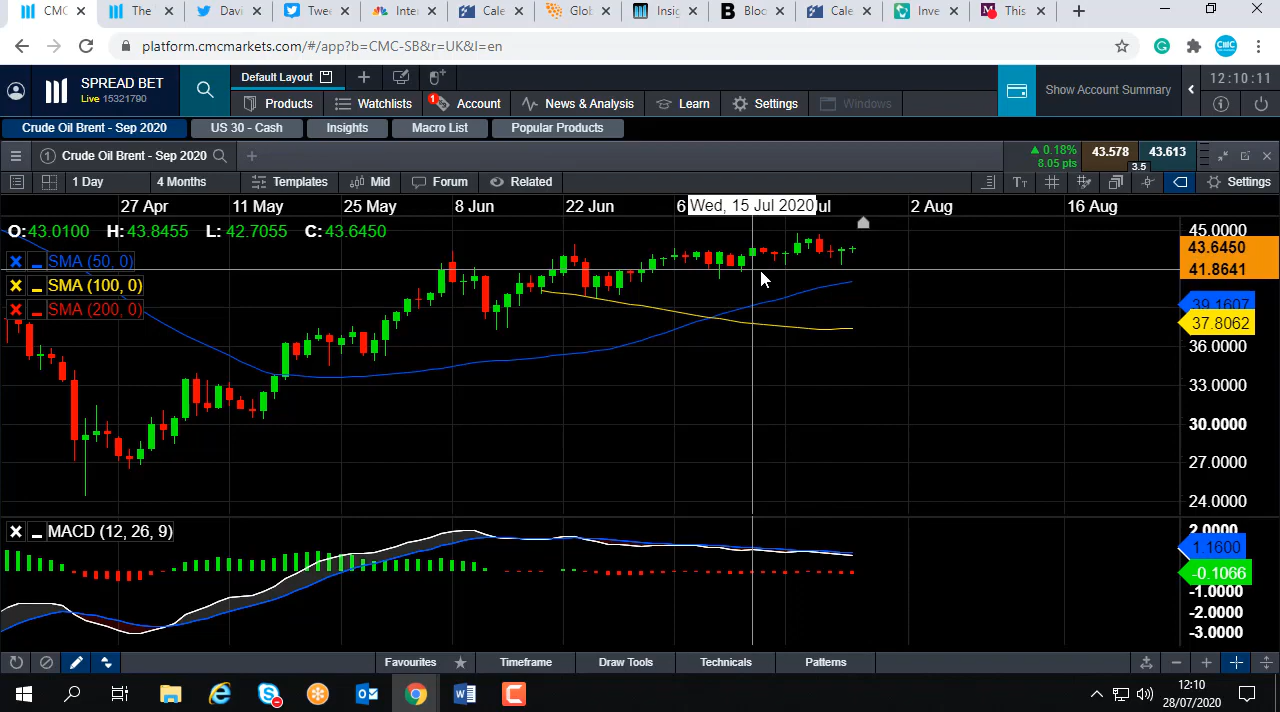 CMC
The
Davi
Twee
Inter
Cale
Glob
Insig
Bloc
Cale
Inve
This
platform.cmcmarkets.com/#/app?b=CMC-SB&r=UK&l=en
CMC
SPREAD BET
Live 15321790
Default Layout
Products
Watchlists
1
Account
News & Analysis
Learn
Settings
Windows
Show Account Summary
12:10:11
Crude Oil Brent - Sep 2020
US 30 - Cash
Insights
Macro List
Popular Products
1 Crude Oil Brent - Sep 2020
0.18%
8.05 pts
43.578
43.613
3.5
1 Day
4 Months
Templates
Mid
Forum
Related
Settings
27 Apr
11 May
25 May
8 Jun
22 Jun
6
Wed, 15 Jul 2020
ul
2 Aug
16 Aug
O:43.0100 H:43.8455 L: 42.7055 C: 43.6450
SMA (50, 0)
SMA (100, 0)
SMA (200, 0)
45.0000
43.6450
41.8641
39.1607
37.8062
36.0000
33.0000
30.0000
27.0000
24.0000
MACD (12, 26, 9)
2.0000
1.1600
-0.1066
-1.0000
-2.0000
-3.0000
Favourites
Timeframe
Draw Tools
Technicals
Patterns
12:10
28/07/2020